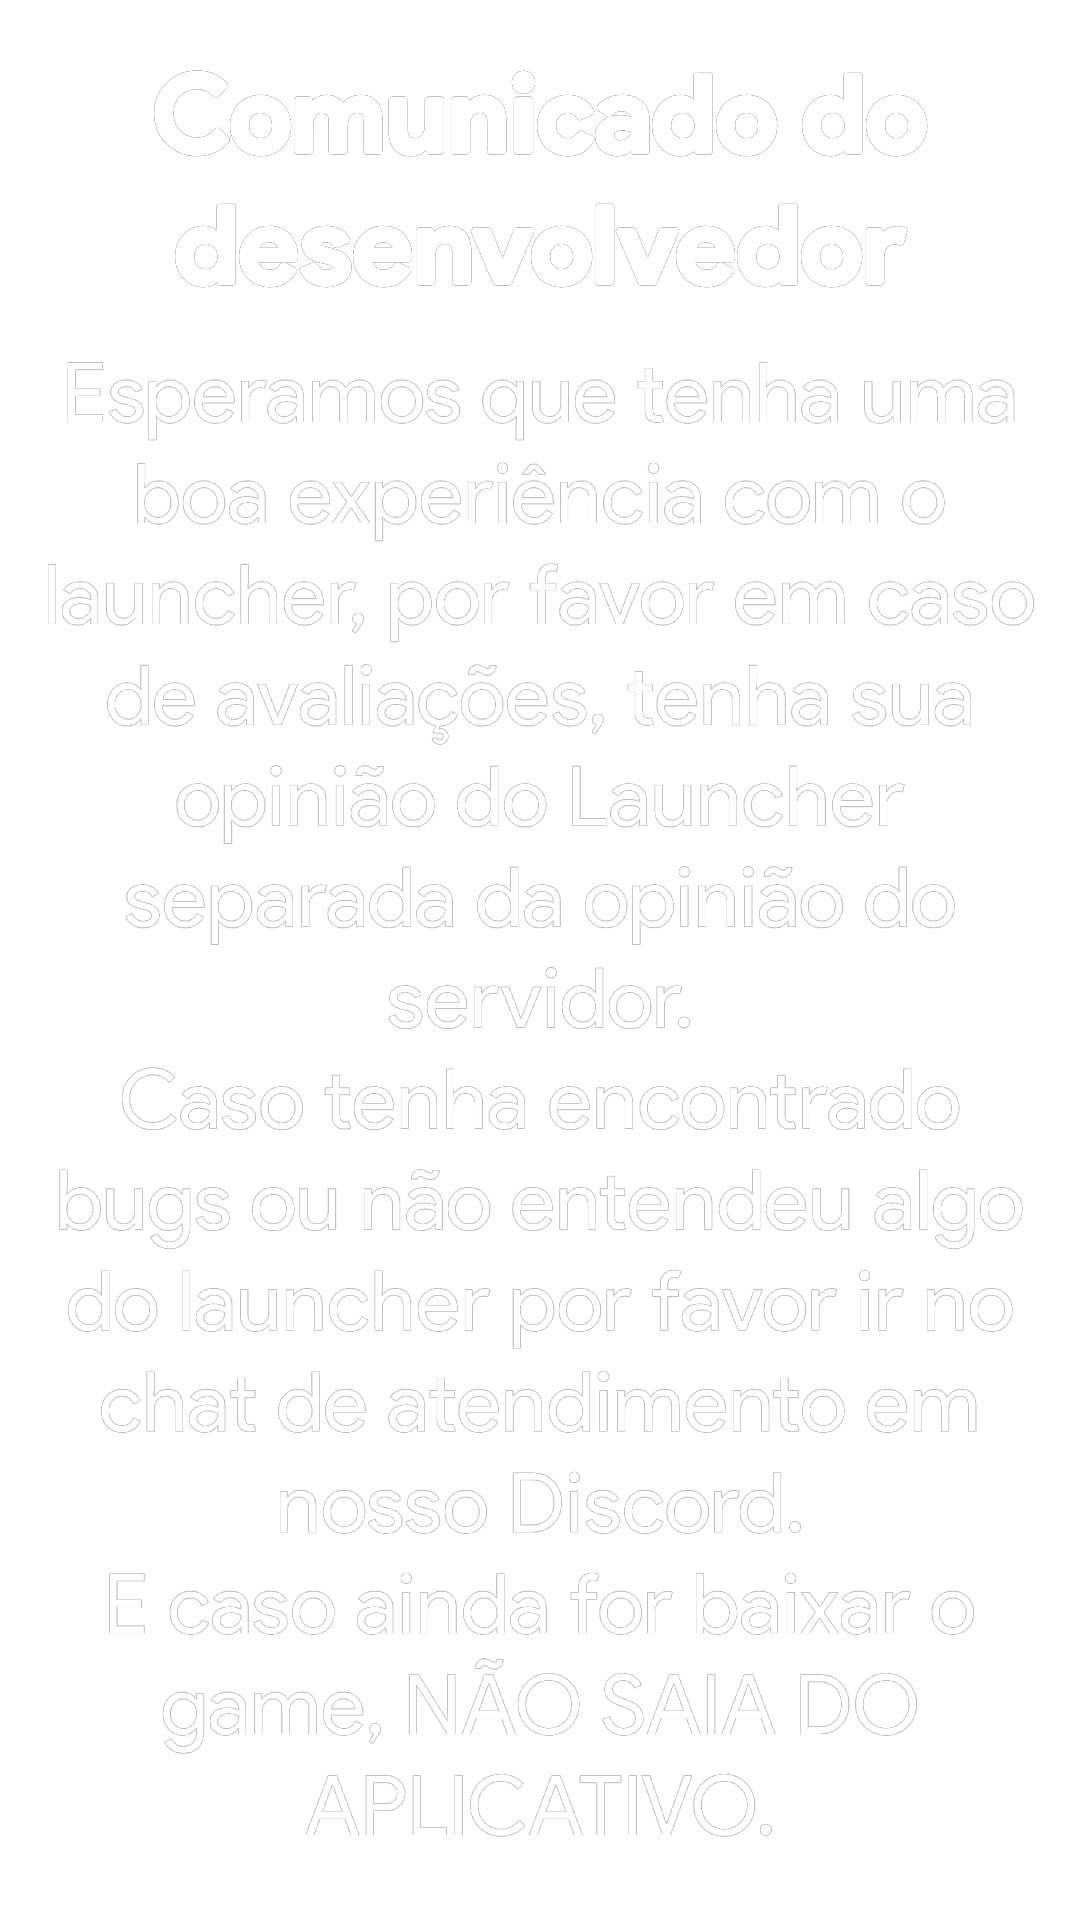 Comunicado do
desenvolvedor
Esperamos que tenha uma
boa experiência com o
launcher, por favor em caso
de avaliações, tenha sua
opinião do Launcher
separada da opinião do
servidor.
Caso tenha encontrado
bugs ou não entendeu algo
do launcher por favor ir no
chat de atendimento em
nosso Discord.
E caso ainda for baixar o
game, NÃO SAIA DO
APLICATIVO.